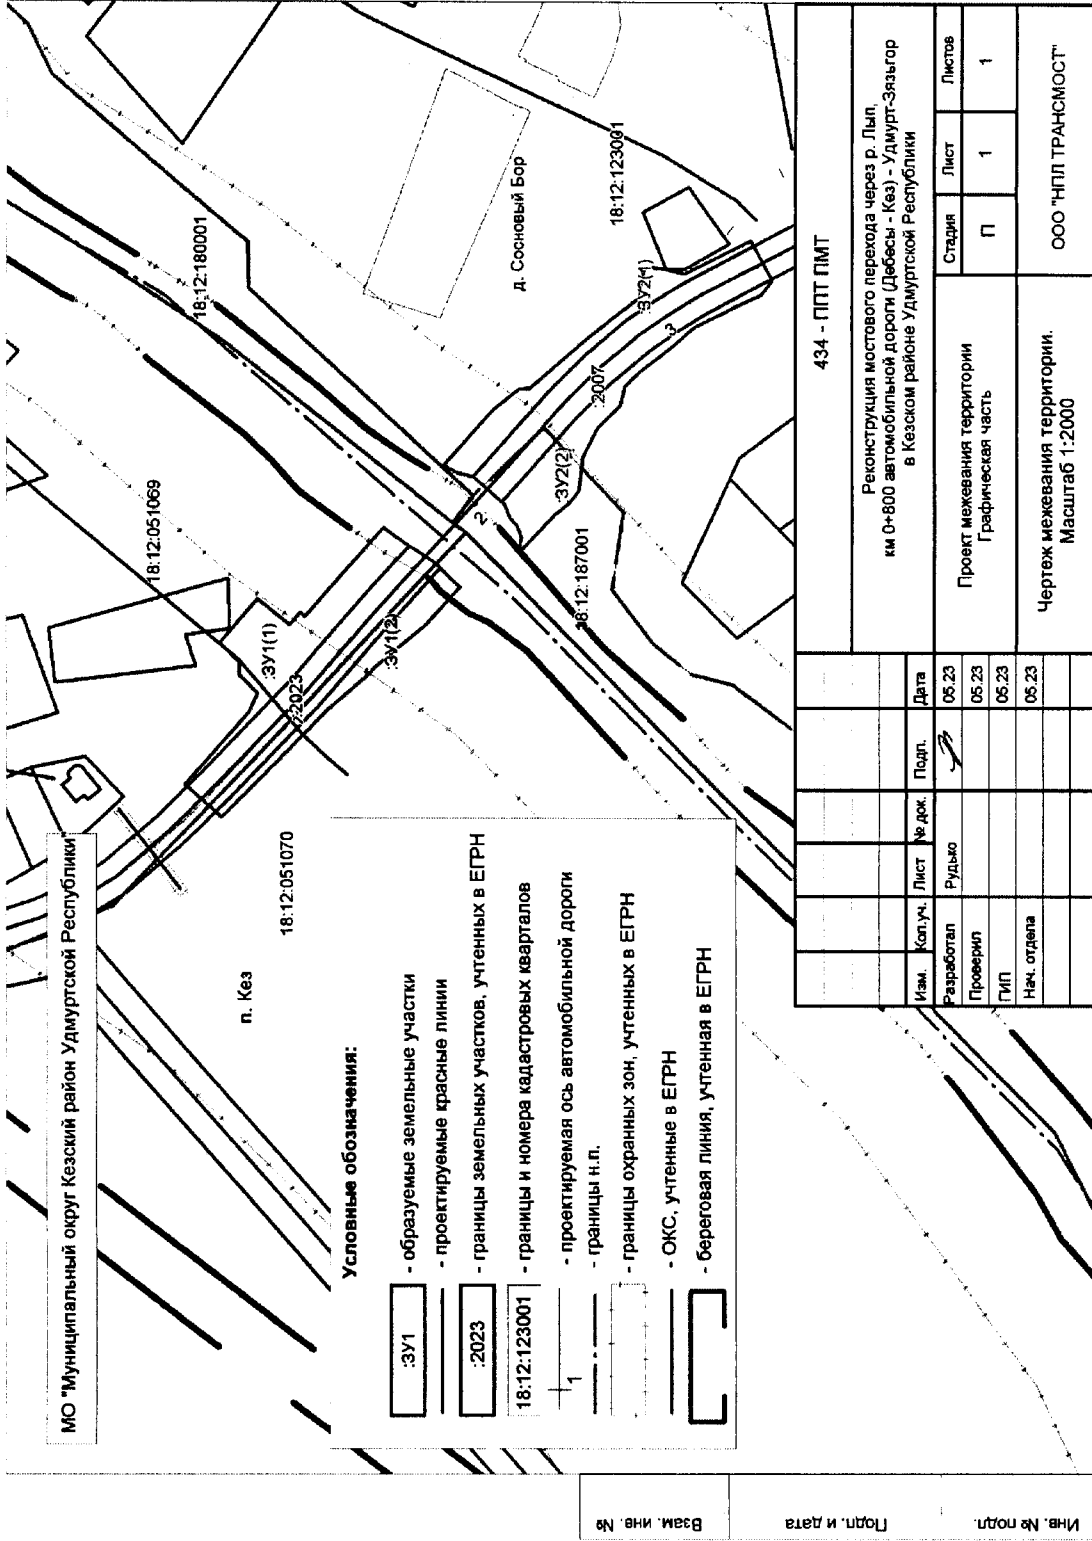 МО "Муниципальный округ Кезский район Удмуртской Республики"
18:12:051069
18:12:180001
:ЗУ1(1)
:2023
:ЗУ1(2)
2
д. Сосновый Бор
18:12:123001
:ЗУ2(1)
3
:2007
:ЗУ2(2)
18:12:187001
18:12:051070
п. Кез
Условные обозначения:
:ЗУ1 - образуемые земельные участки
- проектируемые красные линии
:2023 - границы земельных участков, учтенных в ЕГРН
18:12:123001 - границы и номера кадастровых кварталов
1 - проектируемая ось автомобильной дороги
- границы н.п.
- границы охранных зон, учтенных в ЕГРН
- ОКС, учтенные в ЕГРН
- береговая линия, учтенная в ЕГРН
434 - ППТ ПМТ
Реконструкция мостового перехода через р. Лып,
км 0+800 автомобильной дороги (Дебесы - Кез) - Удмурт-Зязьгор
в Кезском районе Удмуртской Республики
Изм. Кол.уч. Лист № док. Подп. Дата
Разработал Рудько 05.23
Проверил 05.23
ГИП 05.23
Нач. отдела 05.23
Проект межевания территории
Графическая часть
Стадия Лист Листов
П 1 1
Чертеж межевания территории.
Масштаб 1:2000
ООО "НПЛ ТРАНСМОСТ"
Взам. инв. №
Подп. и дата
Инв. № подл.